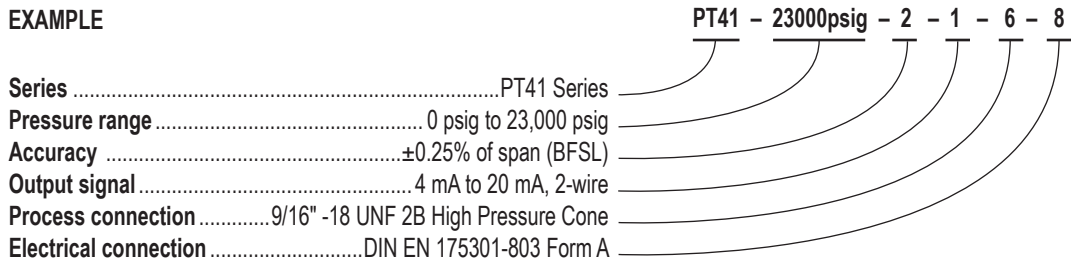 EXAMPLE PT41 – 23000psig – 2 – 1 – 6 – 8
Series ............................................................................PT41 Series
Pressure range ................................................. 0 psig to 23,000 psig
Accuracy ......................................................±0.25% of span (BFSL)
Output signal .................................................. 4 mA to 20 mA, 2-wire
Process connection .............9/16" -18 UNF 2B High Pressure Cone
Electrical connection ............................DIN EN 175301-803 Form A